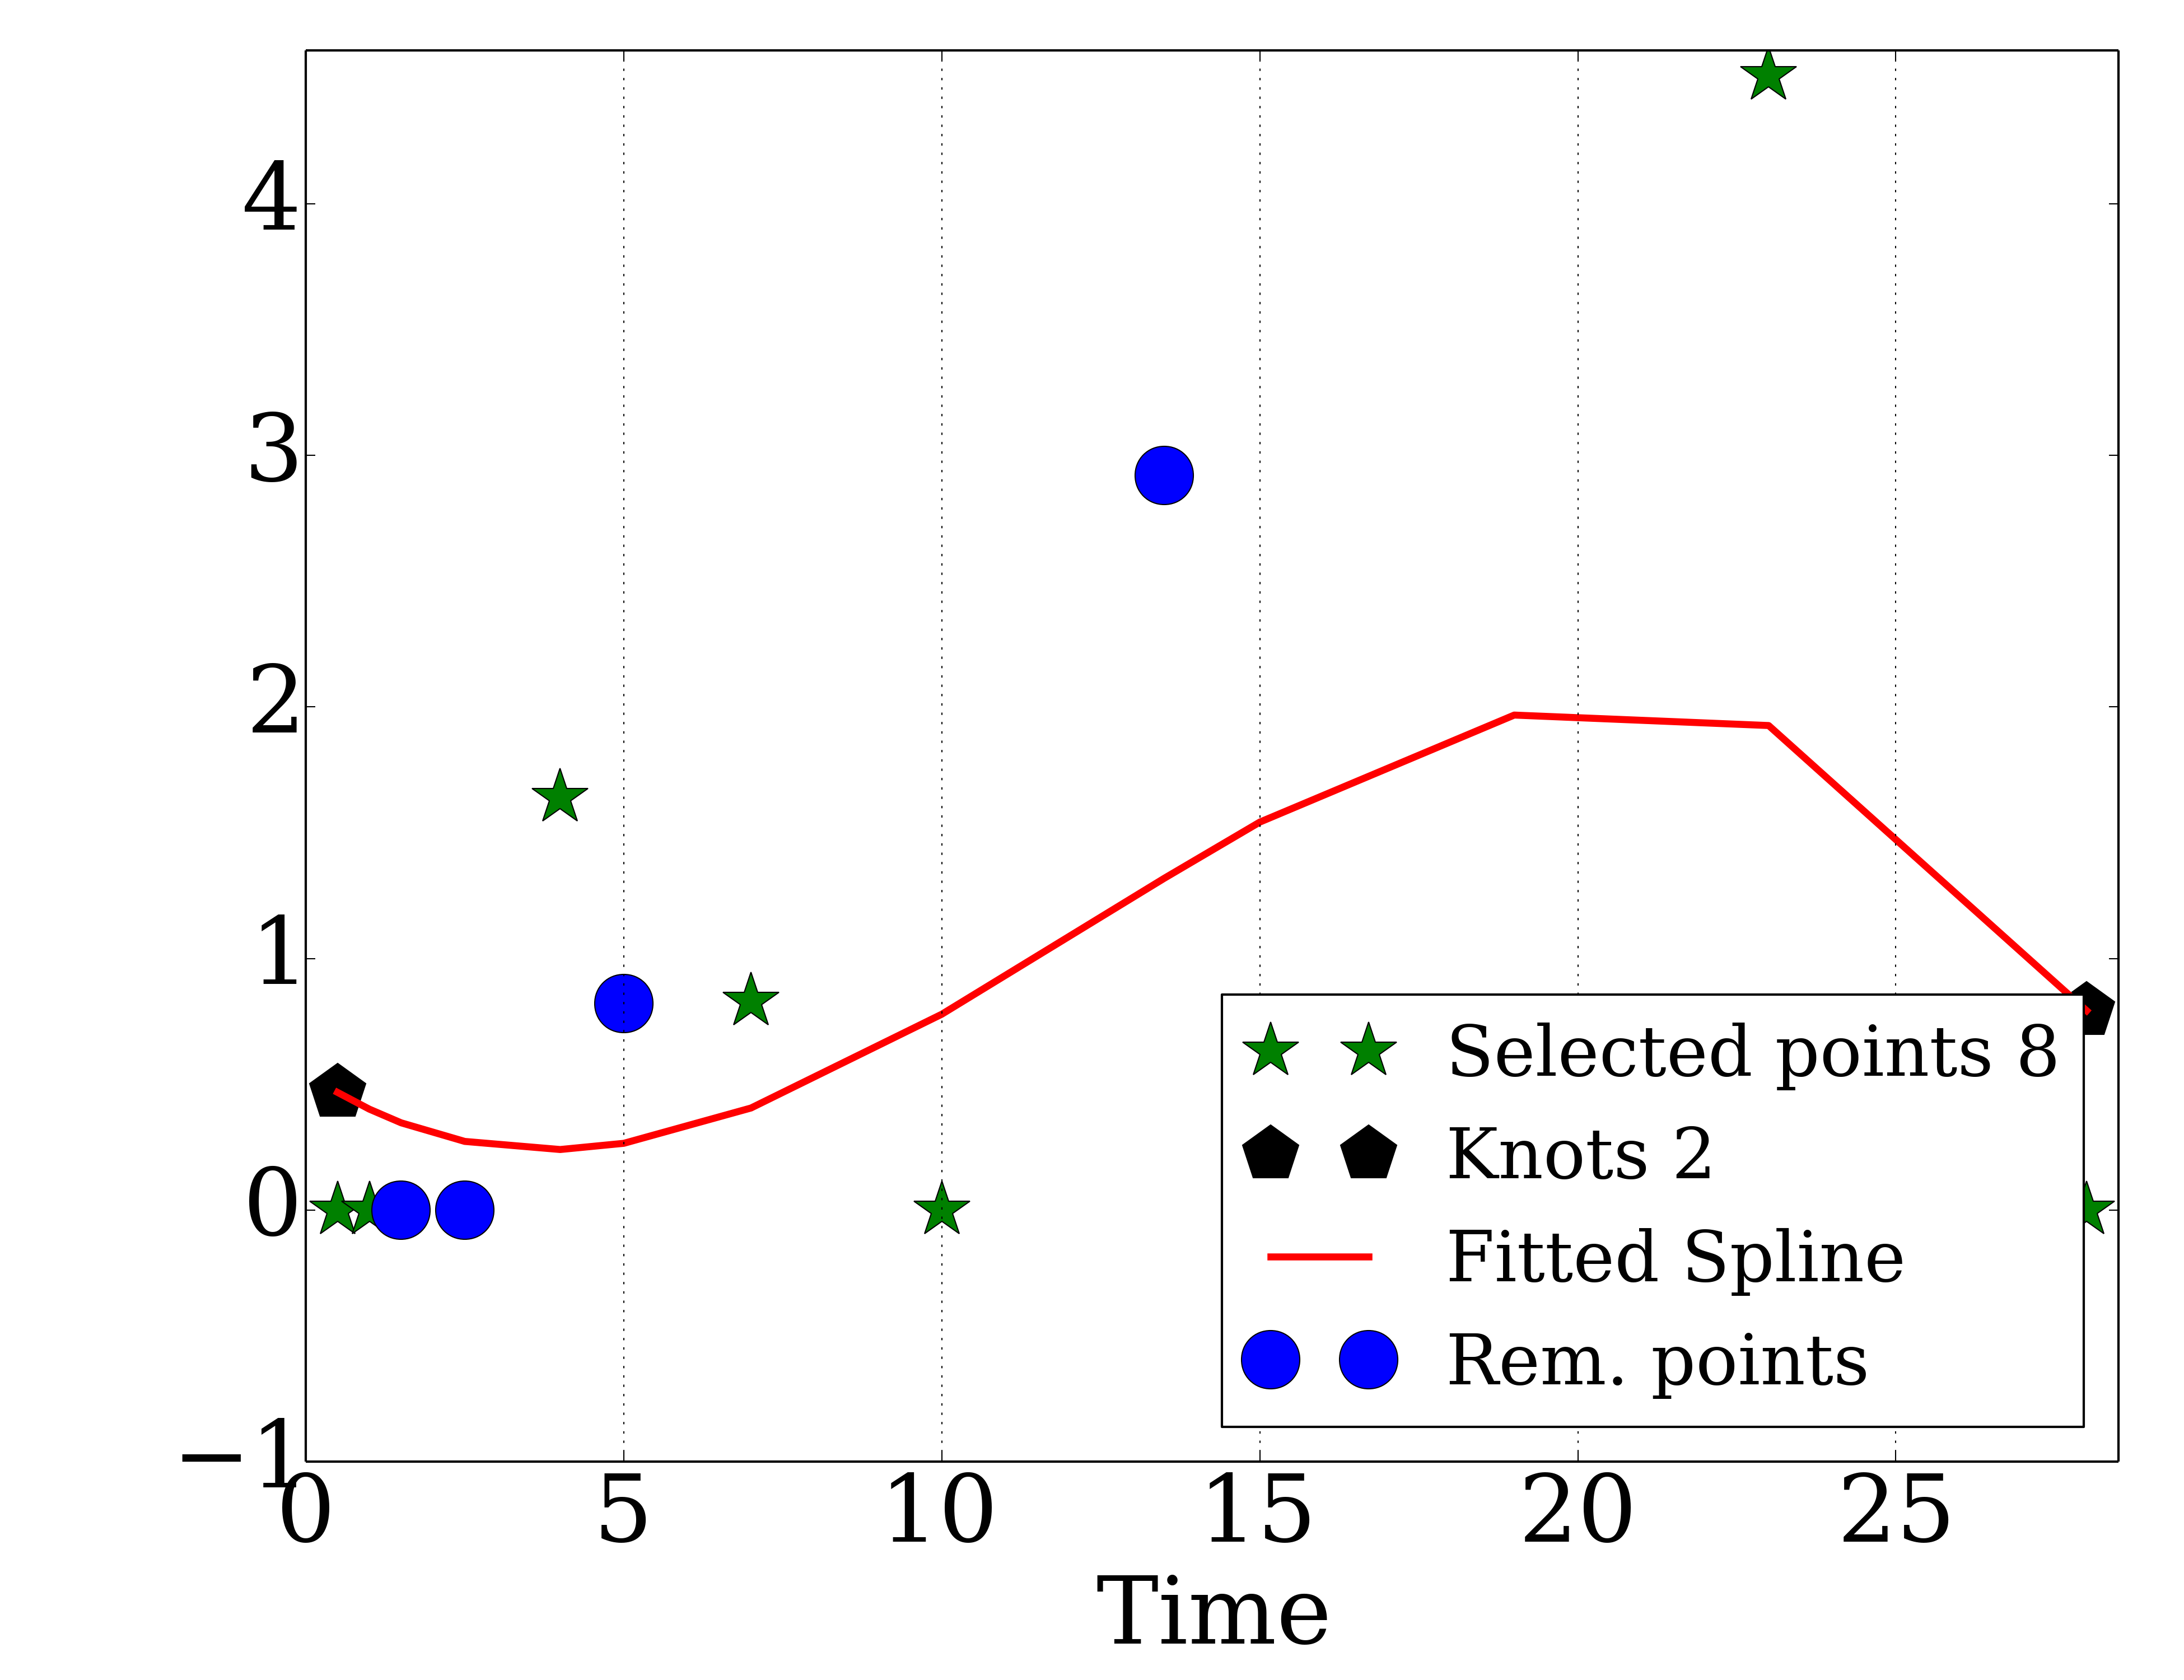 4
3
2
1
0
−1
0 5 10 15 20 25
Time
Selected points 8
Knots 2
Fitted Spline
Rem. points